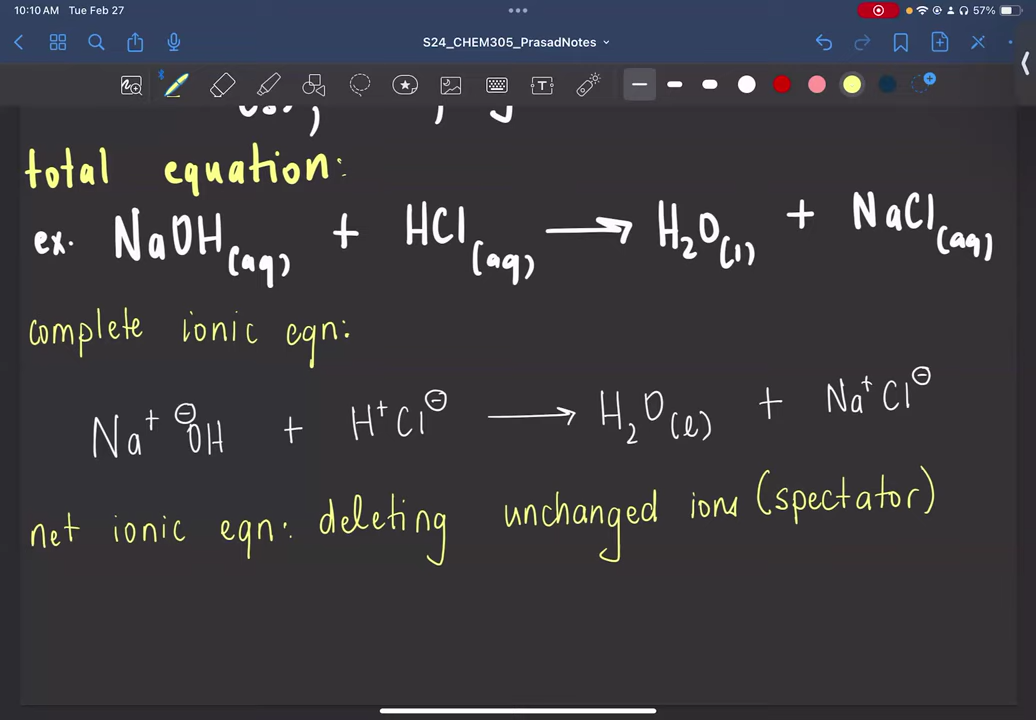 10:10 AM Tue Feb 27
57%
S24_CHEM305_PrasadNotes
total equation:
ex. NaOH(aq) + HCl(aq) → H₂O(l) + NaCl(aq)
complete ionic eqn:
Na⁺ ⁻OH + H⁺Cl⁻ → H₂O(l) + Na⁺Cl⁻
net ionic eqn: deleting unchanged ions (spectator)